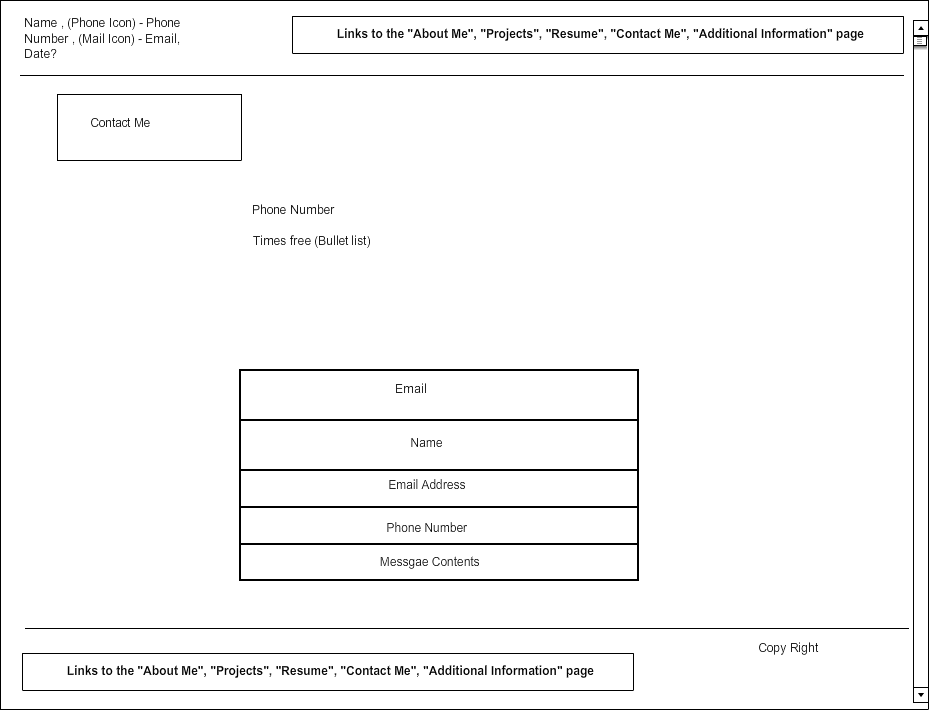 Name , (Phone Icon) - Phone
Number , (Mail Icon) - Email,
Date?
Links to the "About Me", "Projects", "Resume", "Contact Me", "Additional Information" page
Contact Me
Phone Number
Times free (Bullet list)
Email
Name
Email Address
Phone Number
Messgae Contents
Copy Right
Links to the "About Me", "Projects", "Resume", "Contact Me", "Additional Information" page